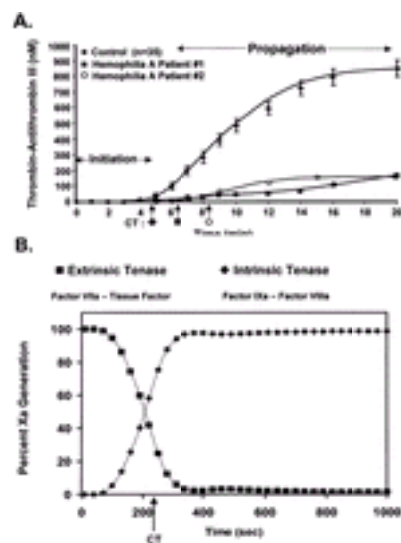 A.
Control (n=35)
Hemophilia A Patient #1
Hemophilia A Patient #2
Propagation
Initiation
Thrombin-Antithrombin III (nM)
1000
900
800
700
600
500
400
300
200
100
0
0 2 4 6 8 10 12 14 16 20
CT :
B.
Extrinsic Tenase Intrinsic Tenase
Factor VIIa – Tissue Factor Factor IXa – Factor VIIIa
Percent Xa Generation
100
80
60
40
20
0
0 200 400 600 800 1000
CT
Time (sec)